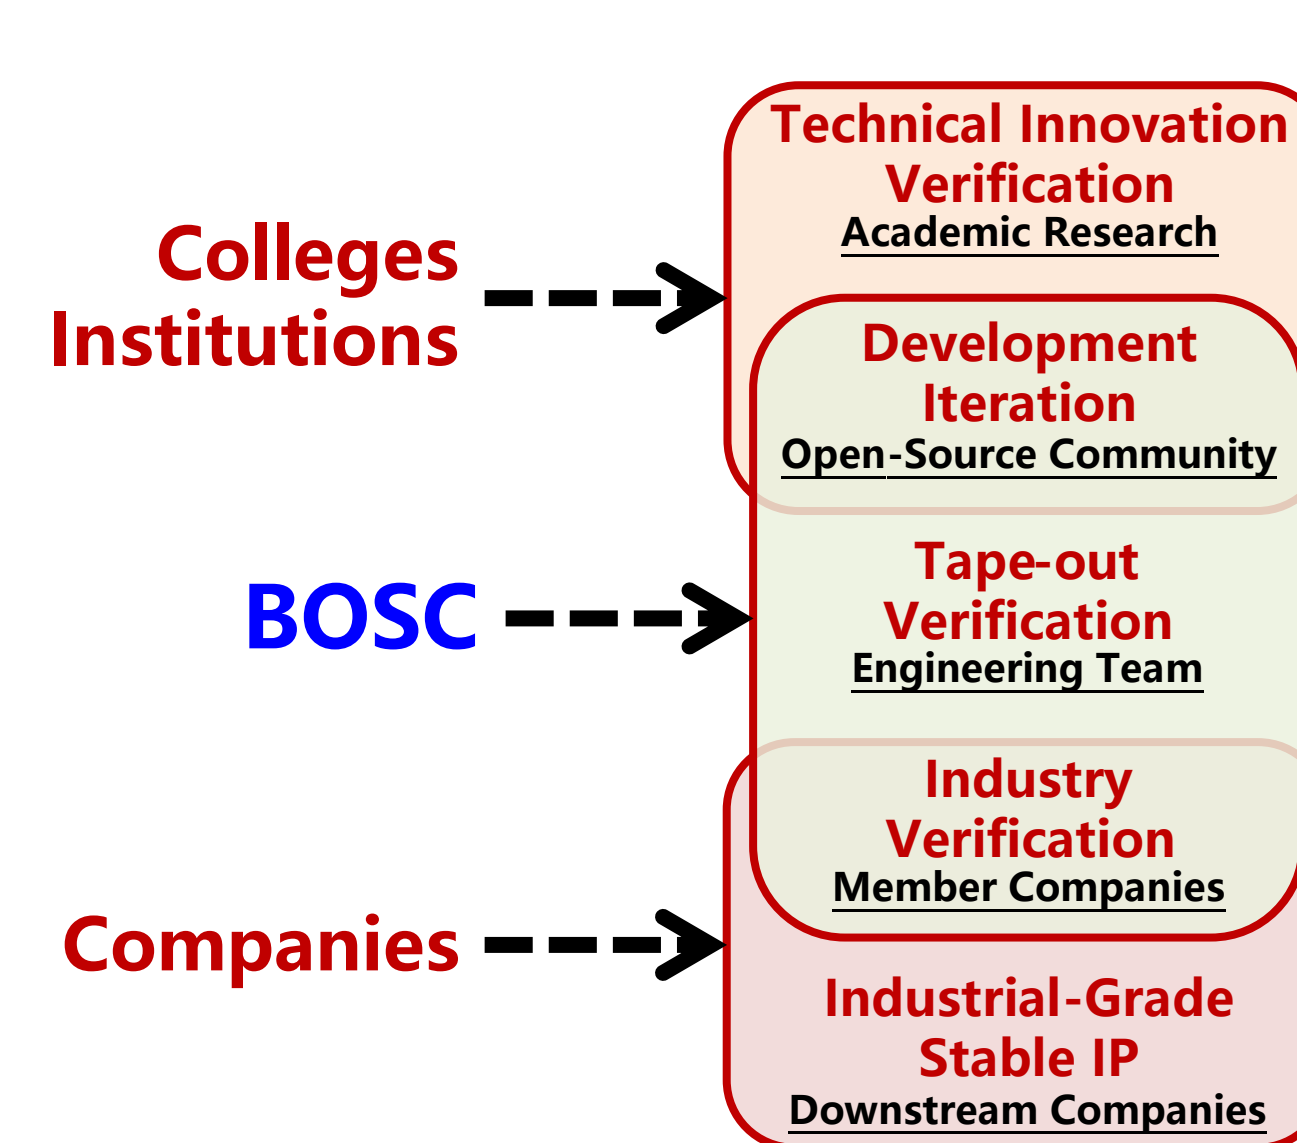 Colleges
Institutions
BOSC
Companies
Technical Innovation
Verification
Academic Research
Development
Iteration
Open-Source Community
Tape-out
Verification
Engineering Team
Industry
Verification
Member Companies
Industrial-Grade
Stable IP
Downstream Companies